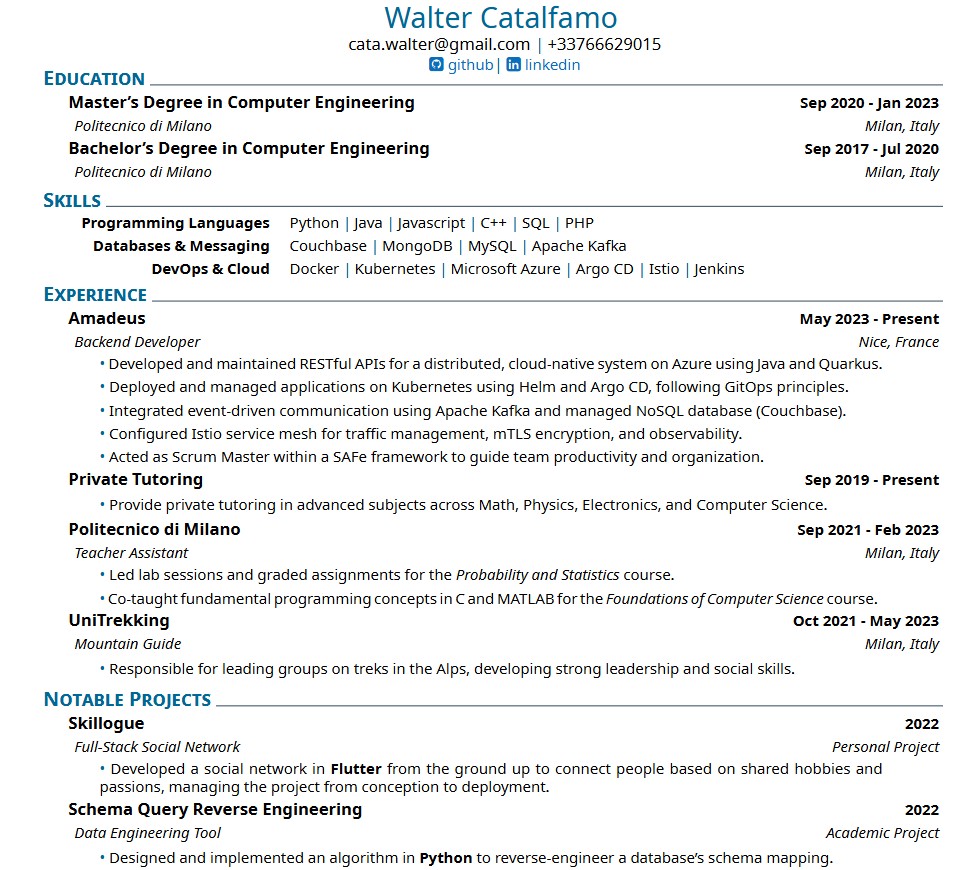 Walter Catalfamo
cata.walter@gmail.com | +33766629015
github| linkedin
EDUCATION
Master’s Degree in Computer Engineering Sep 2020 - Jan 2023
Politecnico di Milano Milan, Italy
Bachelor’s Degree in Computer Engineering Sep 2017 - Jul 2020
Politecnico di Milano Milan, Italy
SKILLS
Programming Languages Python | Java | Javascript | C++ | SQL | PHP
Databases & Messaging Couchbase | MongoDB | MySQL | Apache Kafka
DevOps & Cloud Docker | Kubernetes | Microsoft Azure | Argo CD | Istio | Jenkins
EXPERIENCE
Amadeus May 2023 - Present
Backend Developer Nice, France
• Developed and maintained RESTful APIs for a distributed, cloud-native system on Azure using Java and Quarkus.
• Deployed and managed applications on Kubernetes using Helm and Argo CD, following GitOps principles.
• Integrated event-driven communication using Apache Kafka and managed NoSQL database (Couchbase).
• Configured Istio service mesh for traffic management, mTLS encryption, and observability.
• Acted as Scrum Master within a SAFe framework to guide team productivity and organization.
Private Tutoring Sep 2019 - Present
• Provide private tutoring in advanced subjects across Math, Physics, Electronics, and Computer Science.
Politecnico di Milano Sep 2021 - Feb 2023
Teacher Assistant Milan, Italy
• Led lab sessions and graded assignments for the Probability and Statistics course.
• Co-taught fundamental programming concepts in C and MATLAB for the Foundations of Computer Science course.
UniTrekking Oct 2021 - May 2023
Mountain Guide Milan, Italy
• Responsible for leading groups on treks in the Alps, developing strong leadership and social skills.
NOTABLE PROJECTS
Skillogue 2022
Full-Stack Social Network Personal Project
• Developed a social network in Flutter from the ground up to connect people based on shared hobbies and
passions, managing the project from conception to deployment.
Schema Query Reverse Engineering 2022
Data Engineering Tool Academic Project
• Designed and implemented an algorithm in Python to reverse-engineer a database’s schema mapping.